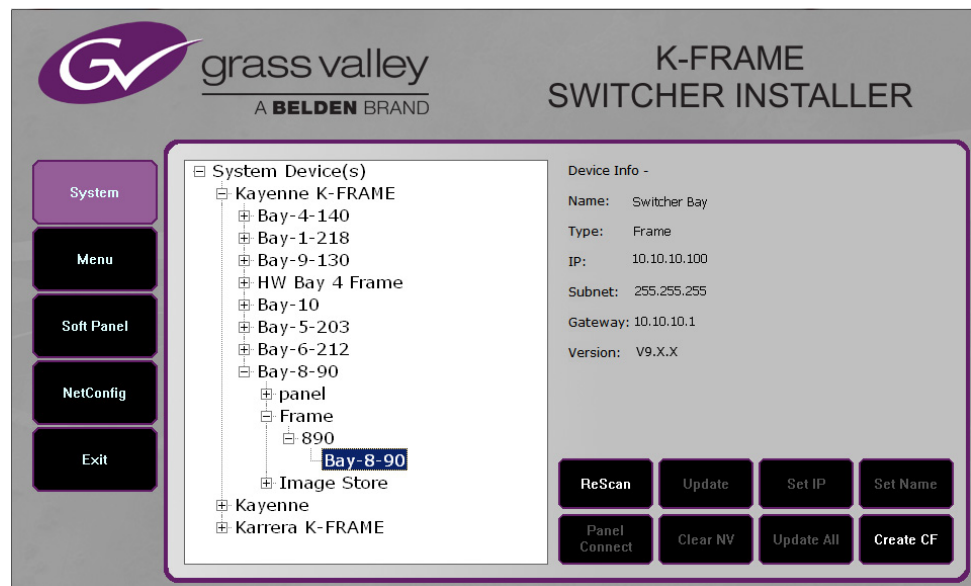 GV
grass valley
A BELDEN BRAND
K-FRAME
SWITCHER INSTALLER
System
Menu
Soft Panel
NetConfig
Exit
System Device(s)
Kayenne K-FRAME
Bay-4-140
Bay-1-218
Bay-9-130
HW Bay 4 Frame
Bay-10
Bay-5-203
Bay-6-212
Bay-8-90
panel
Frame
890
Bay-8-90
Image Store
Kayenne
Karrera K-FRAME
Device Info -
Name: Switcher Bay
Type: Frame
IP: 10.10.10.100
Subnet: 255.255.255
Gateway: 10.10.10.1
Version: V9.X.X
ReScan
Update
Set IP
Set Name
Panel
Connect
Clear NV
Update All
Create CF